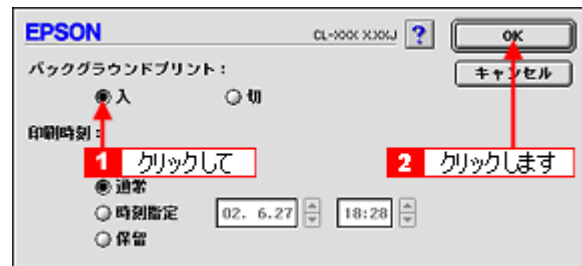 EPSON
CL-XXXX X.XXJ
?
OK
バックグラウンドプリント：
キャンセル
入
切
印刷時刻：
1 クリックして
2 クリックします
通常
時刻指定
02. 6.27
18:28
保留